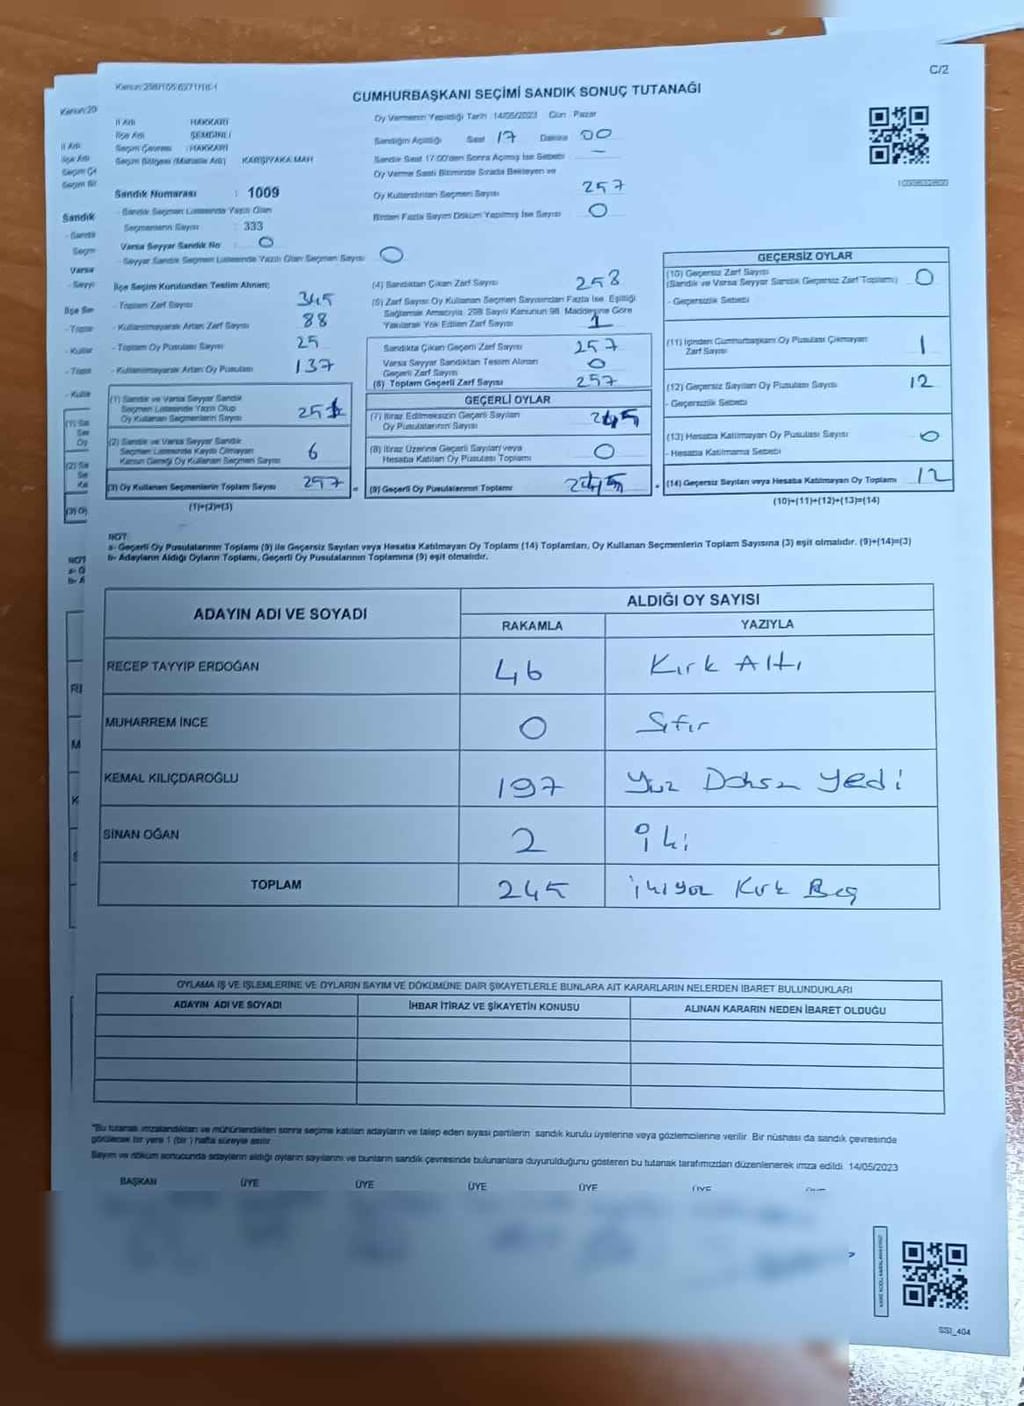 C/2
CUMHURBAŞKANI SEÇİMİ SANDIK SONUÇ TUTANAĞI
İl Adı HAKKARİ
İlçe Adı ŞEMDİNLİ
Seçim Çevresi : HAKKARİ
Seçim Bölgesi (Mahalle Adı) KARŞIYAKA MAH
Sandık Numarası : 1009
- Sandık Seçmen Listesinde Yazılı Olan
Seçmenlerin Sayısı : 333
Varsa Seyyar Sandık No : 0
- Seyyar Sandık Seçmen Listesinde Yazılı Olan Seçmen Sayısı 0
Oy Vermenin Yapıldığı Tarih 14/05/2023 Gün : Pazar
Sandığın Açıldığı Saat 17 Dakika 00
Sandık Saat 17.00'den Sonra Açılmış İse Sebebi —
Oy Verme Saati Bitiminde Sırada Bekleyen ve
Oy Kullandırılan Seçmen Sayısı 257
Birden Fazla Sayım Döküm Yapılmış İse Sayısı 0
İlçe Seçim Kurulundan Teslim Alınan;
- Toplam Zarf Sayısı 345
- Kullanılmayarak Artan Zarf Sayısı 88
- Toplam Oy Pusulası Sayısı 25
- Kullanılmayarak Artan Oy Pusulası 137
(1) Sandık ve Varsa Seyyar Sandık
Seçmen Listesinde Yazılı Olup
Oy Kullanan Seçmenlerin Sayısı 251
(2) Sandık ve Varsa Seyyar Sandık
Seçmen Listesinde Kayıtlı Olmayan
Kanun Gereği Oy Kullanan Seçmen Sayısı 6
(3) Oy Kullanan Seçmenlerin Toplam Sayısı 257
(1)+(2)=(3)
(4) Sandıktan Çıkan Zarf Sayısı 258
(5) Zarf Sayısı Oy Kullanan Seçmen Sayısından Fazla İse, Eşitliği
Sağlamak Amacıyla, 298 Sayılı Kanunun 98. Maddesine Göre
Yakılarak Yok Edilen Zarf Sayısı 1
Sandıkta Çıkan Geçerli Zarf Sayısı 257
Varsa Seyyar Sandıktan Teslim Alınan
Geçerli Zarf Sayısı 0
(6) Toplam Geçerli Zarf Sayısı 257
GEÇERLİ OYLAR
(7) İtiraz Edilmeksizin Geçerli Sayılan
Oy Pusulalarının Sayısı 245
(8) İtiraz Üzerine Geçerli Sayılan veya
Hesaba Katılan Oy Pusulası Toplamı 0
(9) Geçerli Oy Pusulalarının Toplamı 245
GEÇERSİZ OYLAR
(10) Geçersiz Zarf Sayısı
(Sandık ve Varsa Seyyar Sandık Geçersiz Zarf Toplamı) 0
- Geçersizlik Sebebi
(11) İçinden Cumhurbaşkanı Oy Pusulası Çıkmayan
Zarf Sayısı 1
(12) Geçersiz Sayılan Oy Pusulası Sayısı 12
- Geçersizlik Sebebi
(13) Hesaba Katılmayan Oy Pusulası Sayısı 0
- Hesaba Katılmama Sebebi
(14) Geçersiz Sayılan veya Hesaba Katılmayan Oy Toplamı 12
(10)+(11)+(12)+(13)=(14)
NOT:
a- Geçerli Oy Pusulalarının Toplamı (9) ile Geçersiz Sayılan veya Hesaba Katılmayan Oy Toplamı (14) Toplamları, Oy Kullanan Seçmenlerin Toplam Sayısına (3) eşit olmalıdır. (9)+(14)=(3)
b- Adayların Aldığı Oyların Toplamı, Geçerli Oy Pusulalarının Toplamına (9) eşit olmalıdır.
ADAYIN ADI VE SOYADI
ALDIĞI OY SAYISI
RAKAMLA YAZIYLA
RECEP TAYYİP ERDOĞAN 46 Kırk Altı
MUHARREM İNCE 0 Sıfır
KEMAL KILIÇDAROĞLU 197 Yüz Doksan Yedi
SİNAN OĞAN 2 iki
TOPLAM 245 ikiyüz Kırk Beş
OYLAMA İŞ VE İŞLEMLERİNE VE OYLARIN SAYIM VE DÖKÜMÜNE DAİR ŞİKAYETLERLE BUNLARA AİT KARARLARIN NELERDEN İBARET BULUNDUKLARI
ADAYIN ADI VE SOYADI İHBAR İTİRAZ VE ŞİKAYETİN KONUSU ALINAN KARARIN NEDEN İBARET OLDUĞU
"Bu tutanak imzalandıktan ve mühürlendikten sonra seçime katılan adayların ve talep eden siyasi partilerin sandık kurulu üyelerine veya gözlemcilerine verilir. Bir nüshası da sandık çevresinde
görülecek bir yere 1 (bir) hafta süreyle asılır.
Sayım ve döküm sonucunda adayların aldığı oyların sayılarını ve bunların sandık çevresinde bulunanlara duyurulduğunu gösteren bu tutanak tarafımızdan düzenlenerek imza edildi. 14/05/2023
BAŞKAN ÜYE ÜYE ÜYE ÜYE ÜYE
SSI_404